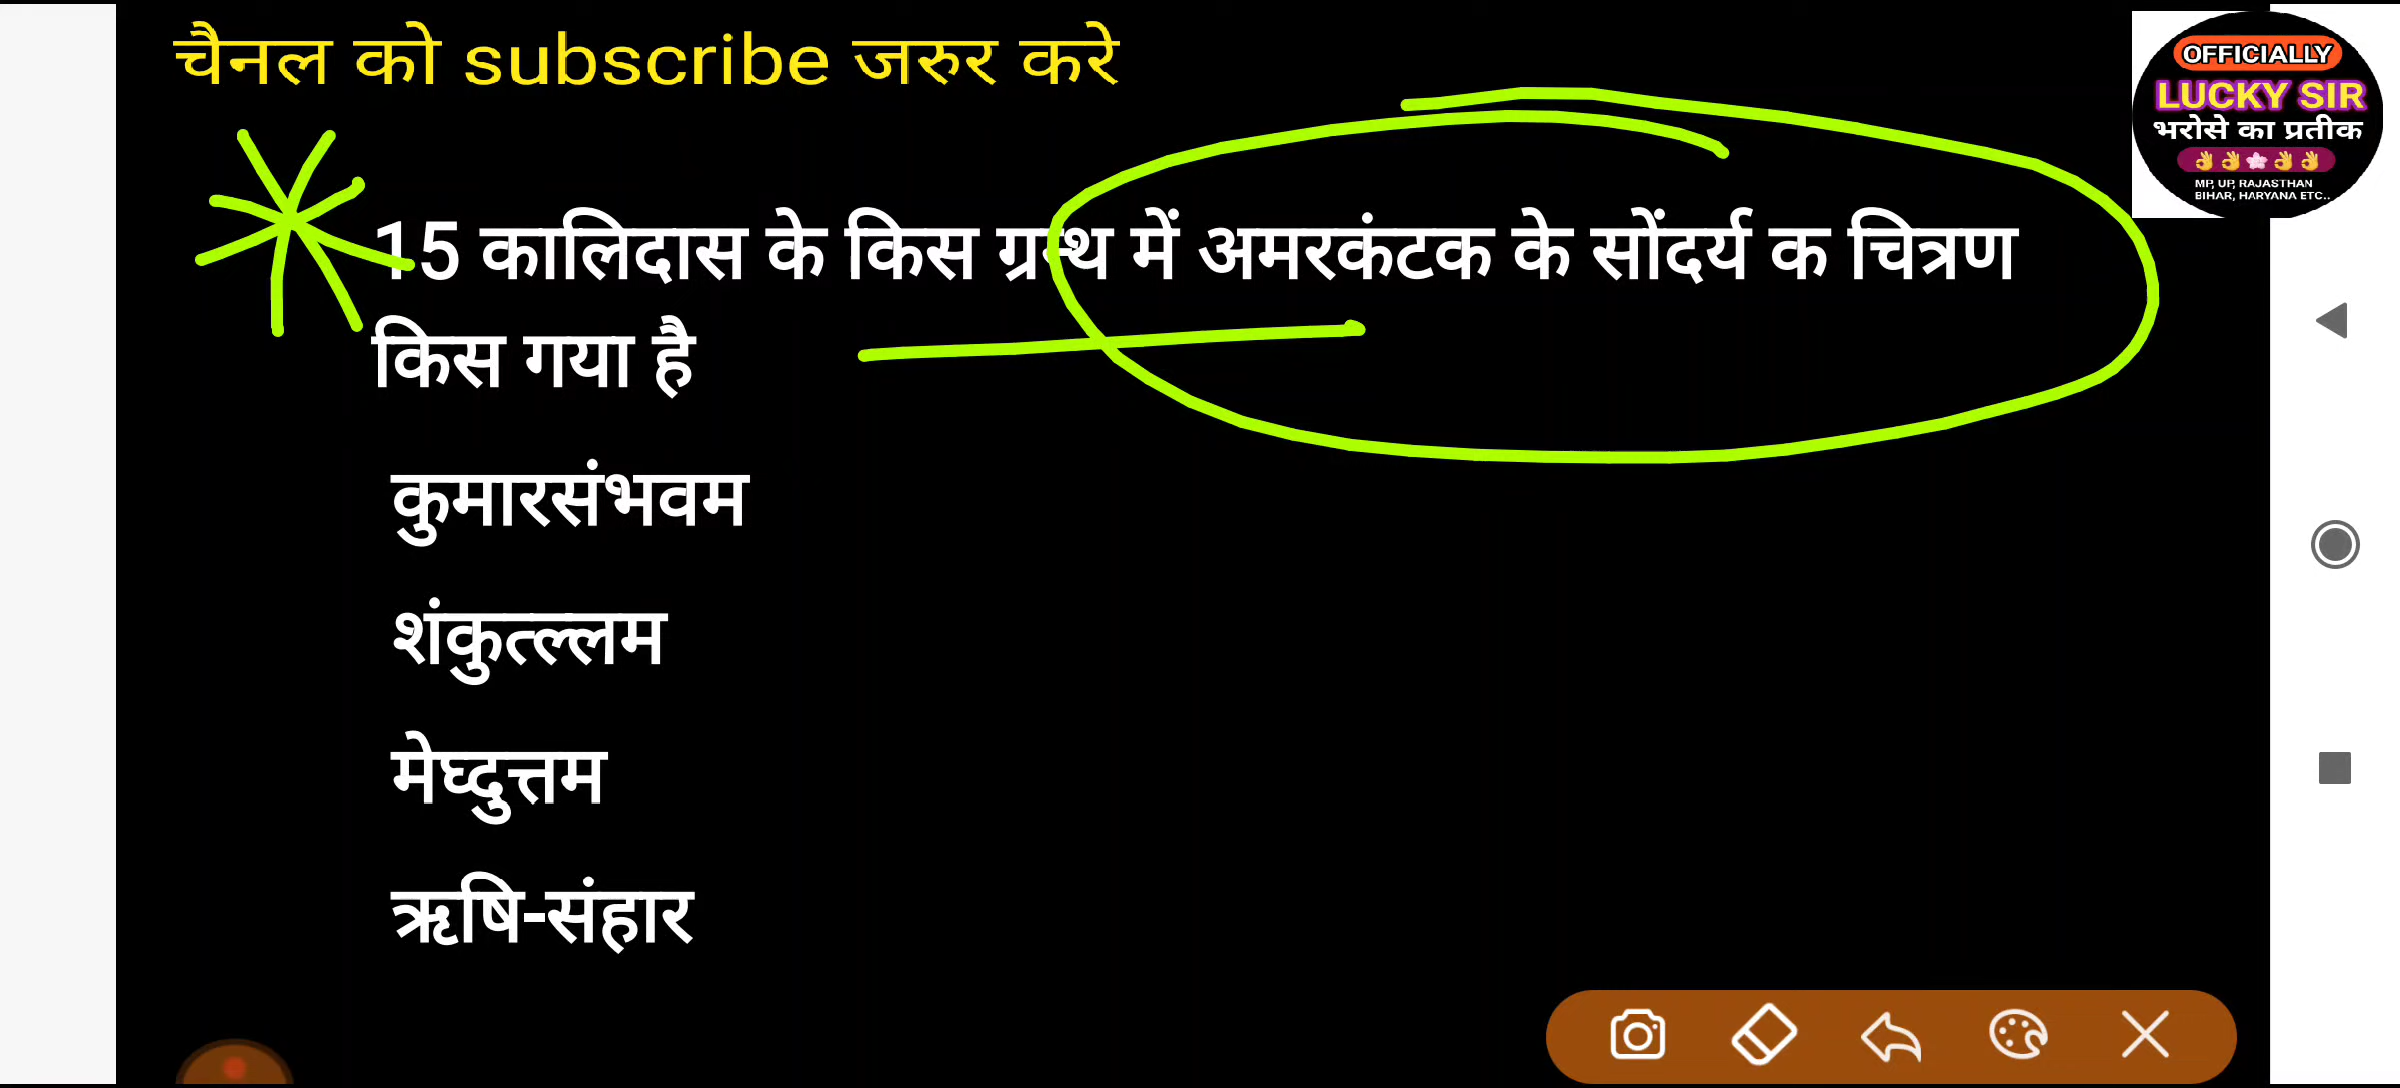 चैनल को subscribe जरुर करे
OFFICIALLY
LUCKY SIR
भरोसे का प्रतीक
MP, UP, RAJASTHAN
BIHAR, HARYANA ETC..
15 कालिदास के किस ग्रन्थ में अमरकंटक के सोंदर्य क चित्रण
किस गया है
कुमारसंभवम
शंकुत्ल्लम
मेघ्दुत्तम
ऋषि-संहार